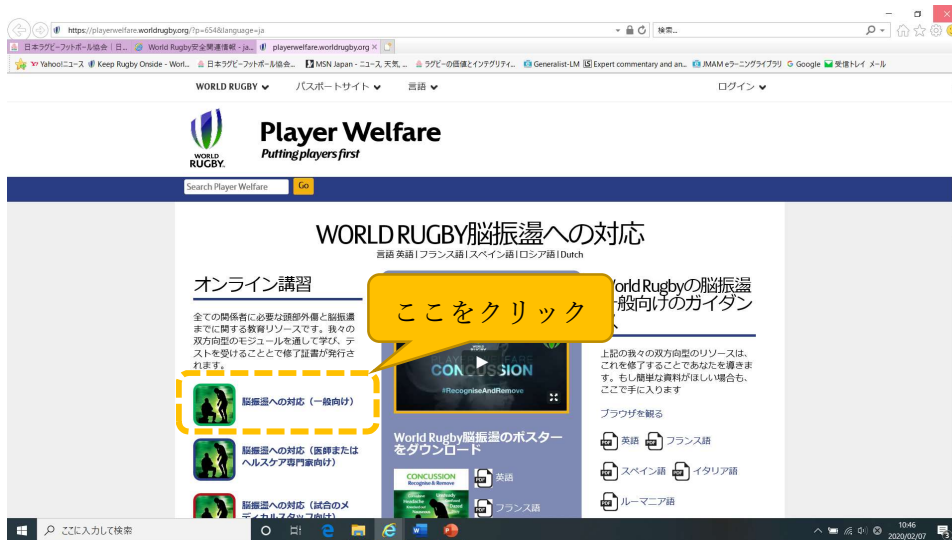 https://playerwelfare.worldrugby.org/?p=654&language=ja
検索...
日本ラグビーフットボール協会｜日...
World Rugby安全関連情報 - ja...
playerwelfare.worldrugby.org
Yahoo!ニュース
Keep Rugby Onside - Worl...
日本ラグビーフットボール協会...
MSN Japan - ニュース, 天気, ...
ラグビーの価値とインテグリティ...
Generalist-LM
Expert commentary and an...
JMAM eラーニングライブラリ
Google
受信トレイ メール
WORLD RUGBY
パスポートサイト
言語
ログイン
WORLD
RUGBY.
Player Welfare
Putting players first
Search Player Welfare
Go
WORLD RUGBY脳振盪への対応
言語 英語 | フランス語 | スペイン語 | ロシア語 | Dutch
オンライン講習
全ての関係者に必要な頭部外傷と脳振盪
までに関する教育リソースです。我々の
双方向型のモジュールを通して学び、テ
ストを受けることとで修了証書が発行さ
れます。
脳振盪への対応（一般向け）
脳振盪への対応（医師または
ヘルスケア専門家向け）
脳振盪への対応（試合のメ
ディカルスタッフ向け）
ここをクリック
PLAYER WELFARE
CONCUSSION
#RecogniseAndRemove
World Rugby脳振盪のポスター
をダウンロード
CONCUSSION
Recognise & Remove
Headache
英語
フランス語
orld Rugbyの脳振盪
般向けのガイダン
ス
上記の我々の双方向型のリソースは、
これを修了することであなたを導きま
す。もし簡単な資料がほしい場合も、
ここで手に入ります
ブラウザを観る
英語
フランス語
スペイン語
イタリア語
ルーマニア語
ここに入力して検索
10:46
2020/02/07